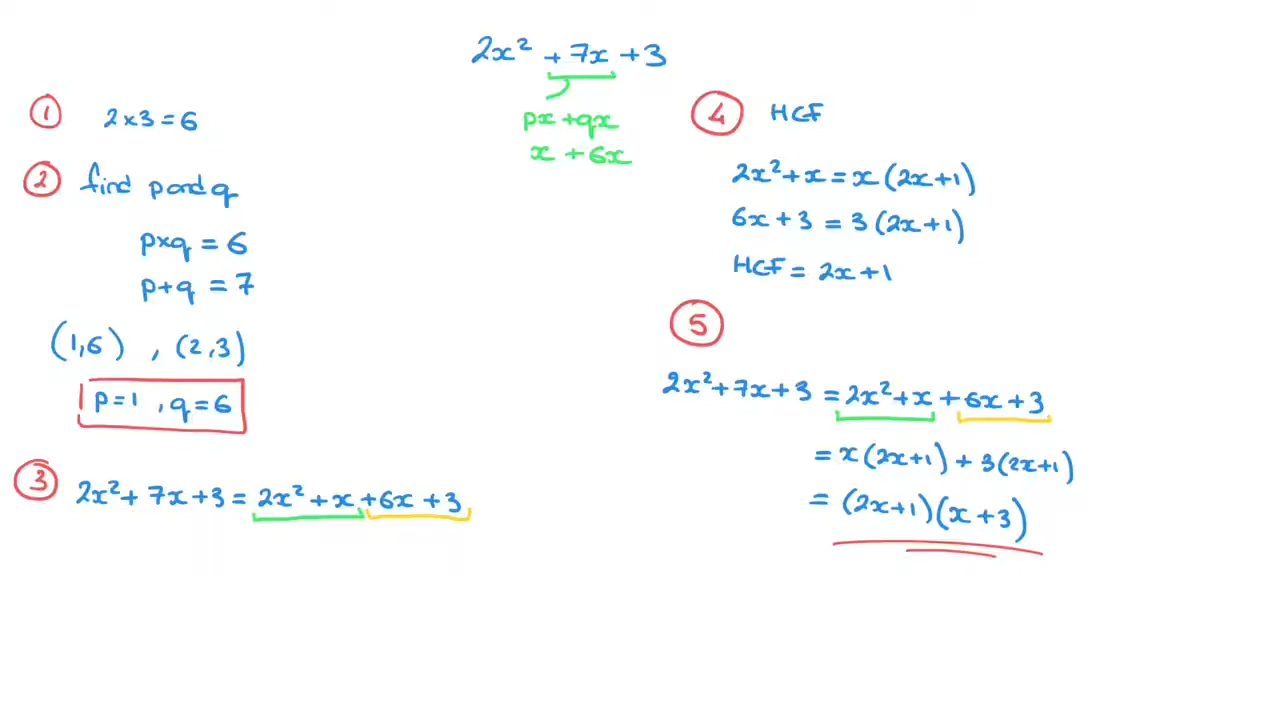 2x² + 7x + 3
px + qx
x + 6x
① 2 × 3 = 6
② find p and q
p×q = 6
p+q = 7
(1,6) , (2,3)
p=1 , q=6
③ 2x² + 7x + 3 = 2x² + x + 6x + 3
④ HCF
2x² + x = x(2x+1)
6x + 3 = 3(2x+1)
HCF = 2x+1
⑤
2x² + 7x + 3 = 2x² + x + 6x + 3
= x(2x+1) + 3(2x+1)
= (2x+1)(x+3)